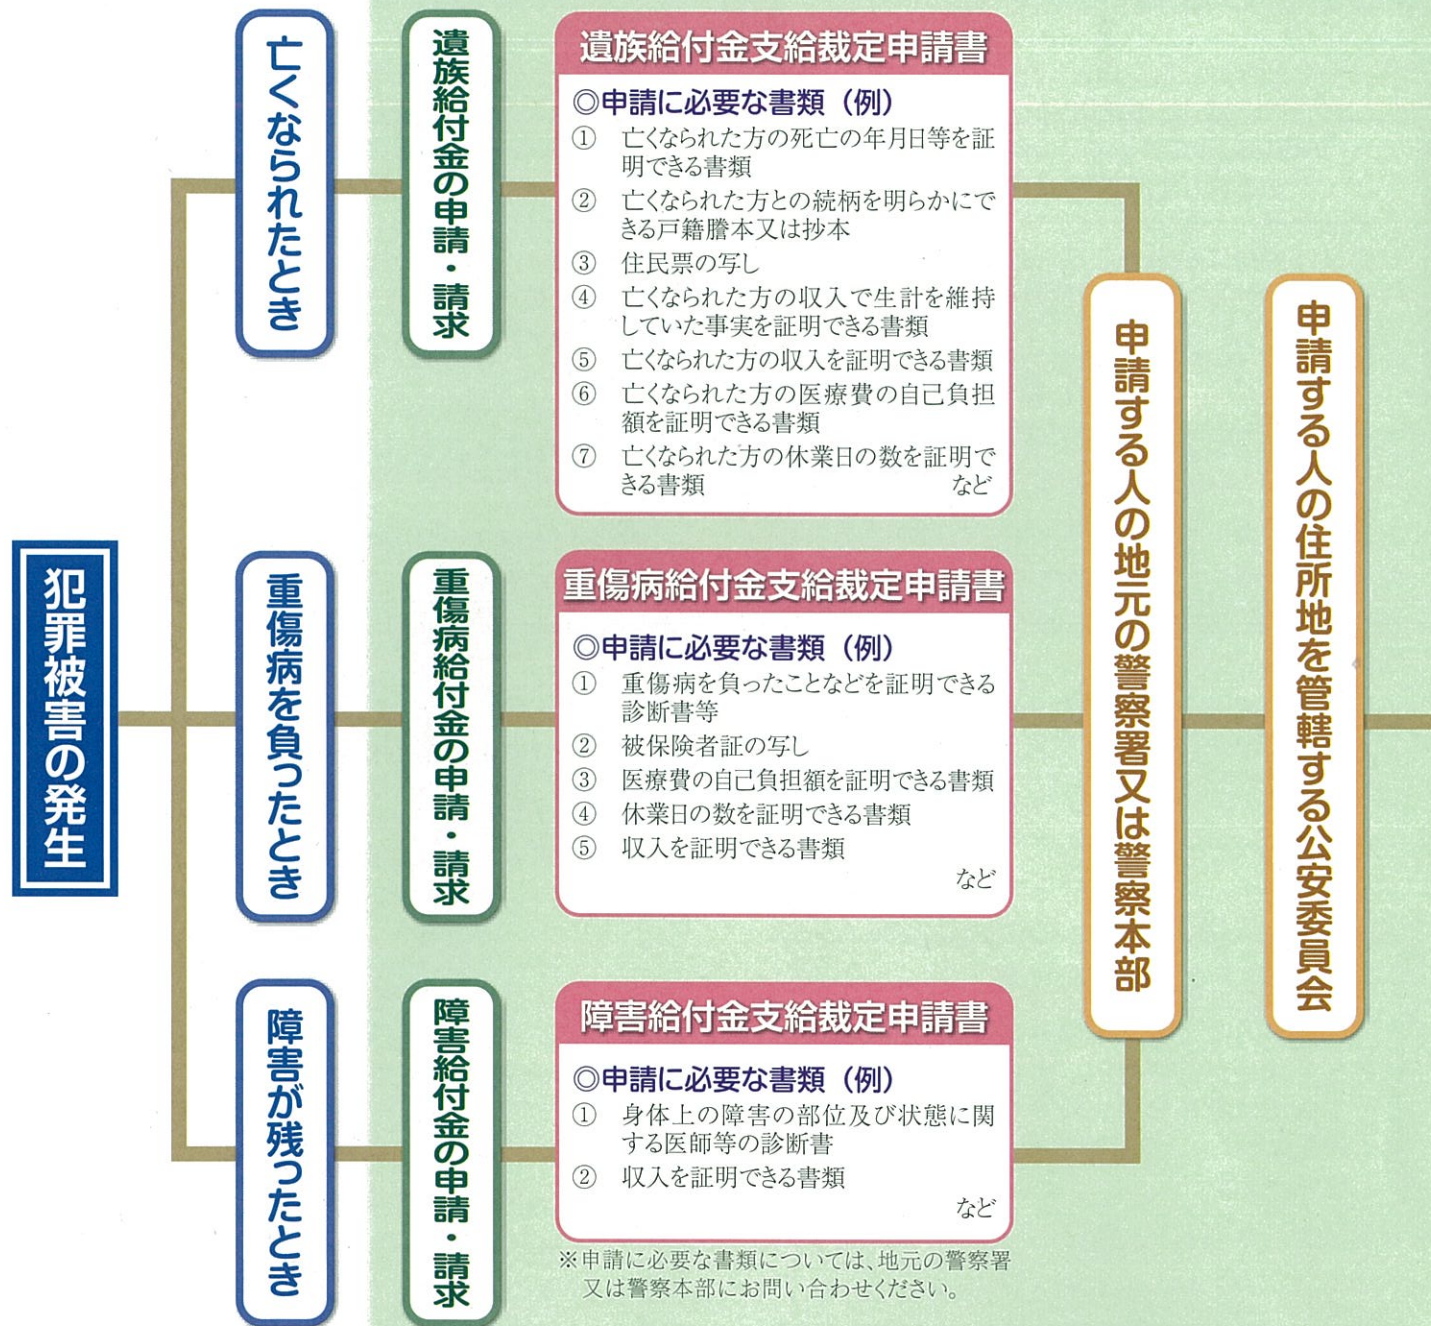 犯罪被害の発生
亡くなられたとき
遺族給付金の申請・請求
遺族給付金支給裁定申請書
◎申請に必要な書類（例）
① 亡くなられた方の死亡の年月日等を証
明できる書類
② 亡くなられた方との続柄を明らかにで
きる戸籍謄本又は抄本
③ 住民票の写し
④ 亡くなられた方の収入で生計を維持
していた事実を証明できる書類
⑤ 亡くなられた方の収入を証明できる書類
⑥ 亡くなられた方の医療費の自己負担
額を証明できる書類
⑦ 亡くなられた方の休業日の数を証明で
きる書類 など
重傷病を負ったとき
重傷病給付金の申請・請求
重傷病給付金支給裁定申請書
◎申請に必要な書類（例）
① 重傷病を負ったことなどを証明できる
診断書等
② 被保険者証の写し
③ 医療費の自己負担額を証明できる書類
④ 休業日の数を証明できる書類
⑤ 収入を証明できる書類
など
障害が残ったとき
障害給付金の申請・請求
障害給付金支給裁定申請書
◎申請に必要な書類（例）
① 身体上の障害の部位及び状態に関
する医師等の診断書
② 収入を証明できる書類
など
※申請に必要な書類については、地元の警察署
又は警察本部にお問い合わせください。
申請する人の地元の警察署又は警察本部
申請する人の住所地を管轄する公安委員会